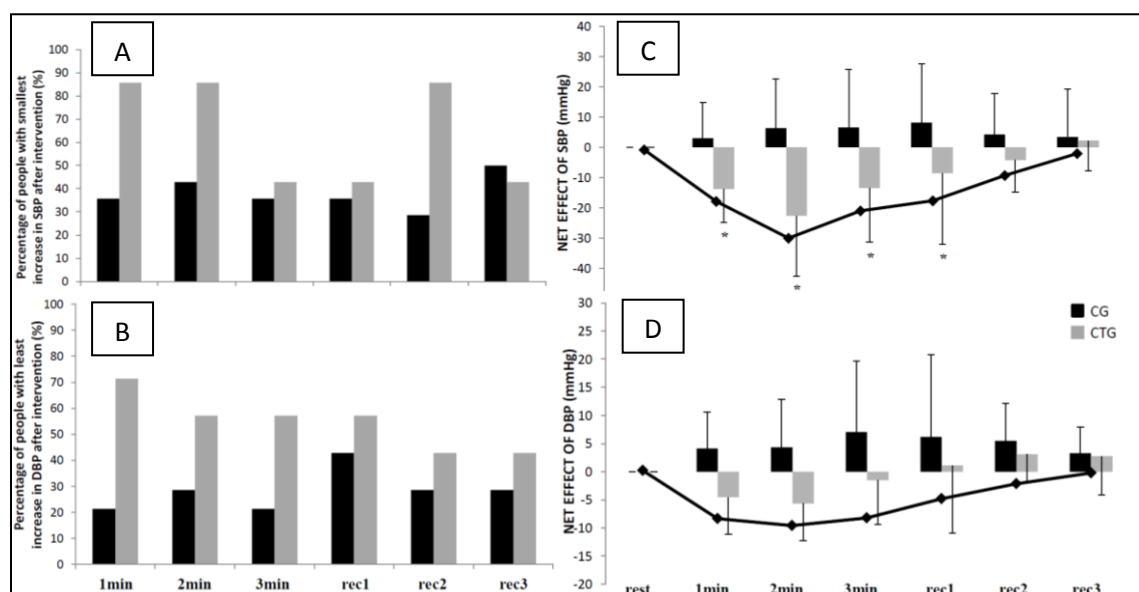 A
Percentage of people with smallest
increase in SBP after intervention (%)
100
90
80
70
60
50
40
30
20
10
0
B
Percentage of people with least
increase in DBP after intervention (%)
100
90
80
70
60
50
40
30
20
10
0
1min 2min 3min rec1 rec2 rec3
C
NET EFFECT OF SBP (mmHg)
40
30
20
10
0
-10
-20
-30
-40
* * * *
D
NET EFFECT OF DBP (mmHg)
30
25
20
15
10
5
0
-5
-10
-15
-20
CG
CTG
rest 1min 2min 3min rec1 rec2 rec3